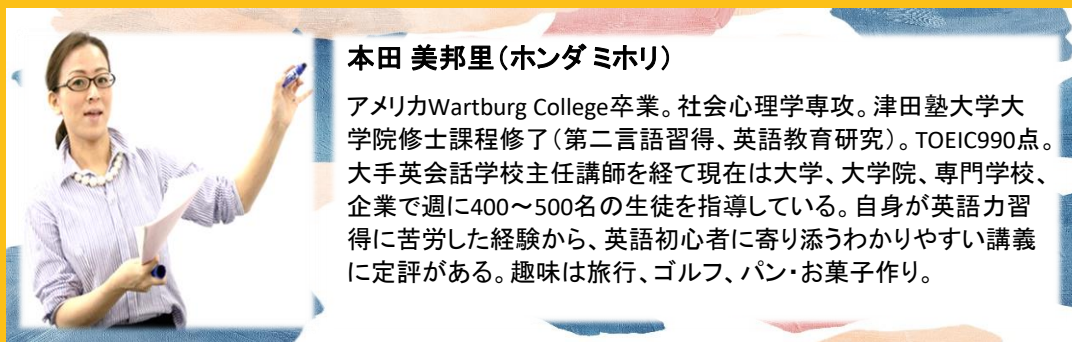 本田 美邦里(ホンダ ミホリ)
アメリカWartburg College卒業。社会心理学専攻。津田塾大学大
学院修士課程修了(第二言語習得、英語教育研究)。TOEIC990点。
大手英会話学校主任講師を経て現在は大学、大学院、専門学校、
企業で週に400~500名の生徒を指導している。自身が英語力習
得に苦労した経験から、英語初心者に寄り添うわかりやすい講義
に定評がある。趣味は旅行、ゴルフ、パン・お菓子作り。